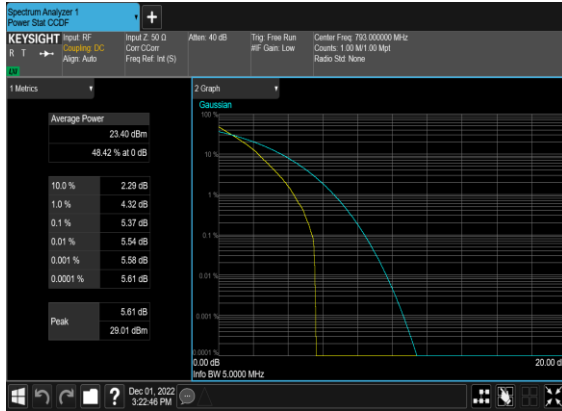 Spectrum Analyzer 1
Power Stat CCDF
+
KEYSIGHT
R T
LXI
Input: RF
Coupling: DC
Align: Auto
Input Z: 50 Ω
Corr CCorr
Freq Ref: Int (S)
Atten: 40 dB
Trig: Free Run
#IF Gain: Low
Center Freq: 793.000000 MHz
Counts: 1.00 M/1.00 Mpt
Radio Std: None
1 Metrics
Average Power
23.40 dBm
48.42 % at 0 dB
10.0 % 2.29 dB
1.0 % 4.32 dB
0.1 % 5.37 dB
0.01 % 5.54 dB
0.001 % 5.58 dB
0.0001 % 5.61 dB
Peak
5.61 dB
29.01 dBm
2 Graph
Gaussian
100 %
10 %
1 %
0.1 %
0.01 %
0.001 %
0.0001 %
0.00 dB
20.00 d
Info BW 5.0000 MHz
?
Dec 01, 2022
3:22:46 PM